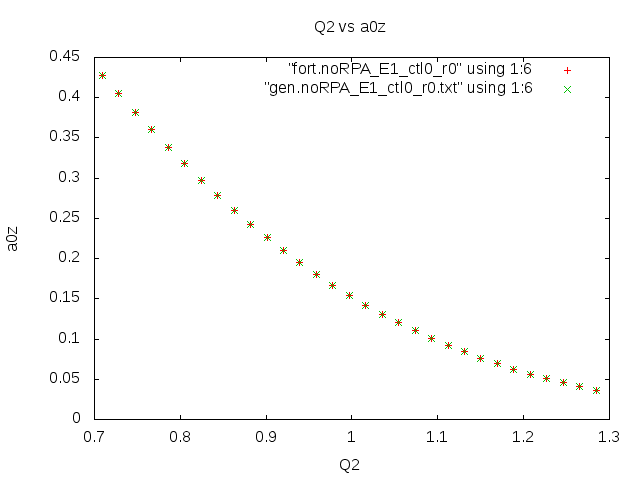 Q2 vs a0z
"fort.noRPA_E1_ctl0_r0" using 1:6
"gen.noRPA_E1_ctl0_r0.txt" using 1:6
0.45
0.4
0.35
0.3
0.25
0.2
0.15
0.1
0.05
0
a0z
0.7 0.8 0.9 1 1.1 1.2 1.3
Q2